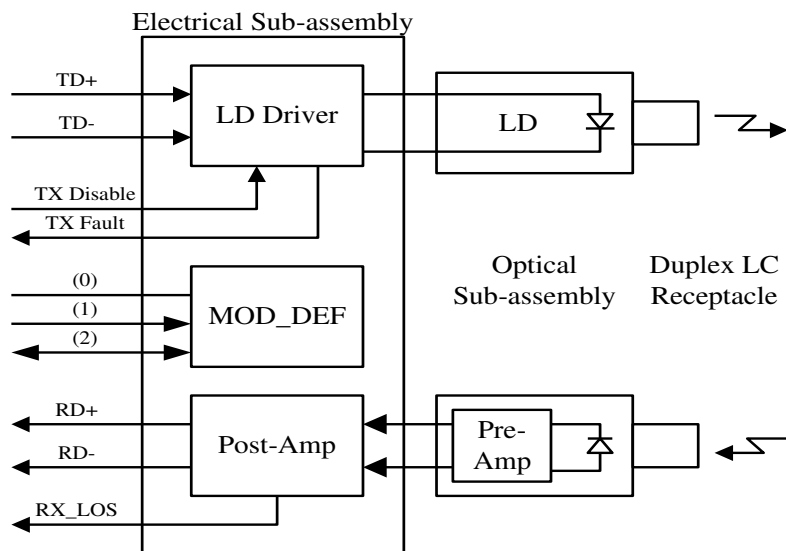 Electrical Sub-assembly
TD+
TD-
LD Driver
LD
TX Disable
TX Fault
(0)
(1)
(2)
MOD_DEF
Optical
Sub-assembly
Duplex LC
Receptacle
RD+
RD-
RX_LOS
Post-Amp
Pre-
Amp